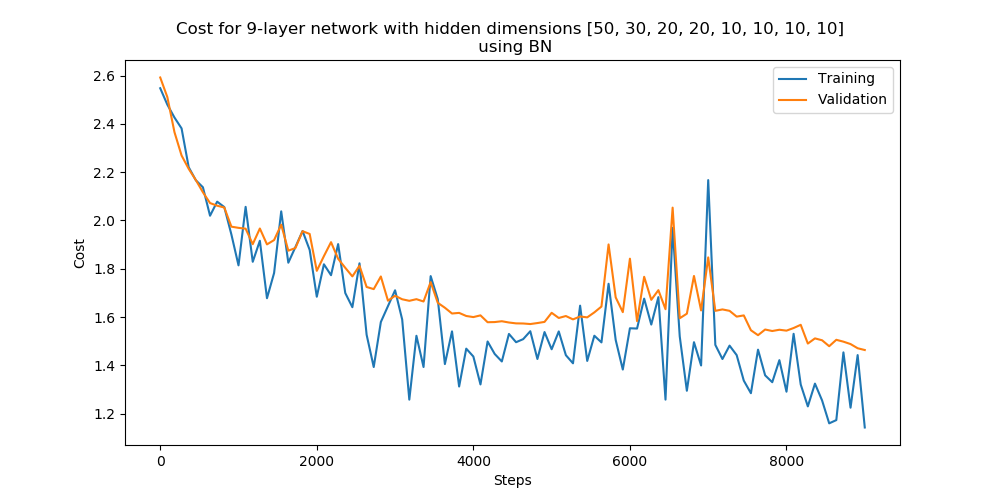 Cost for 9-layer network with hidden dimensions [50, 30, 20, 20, 10, 10, 10, 10]
using BN
Training
Validation
2.6
2.4
2.2
2.0
1.8
1.6
1.4
1.2
Cost
0
2000
4000
6000
8000
Steps